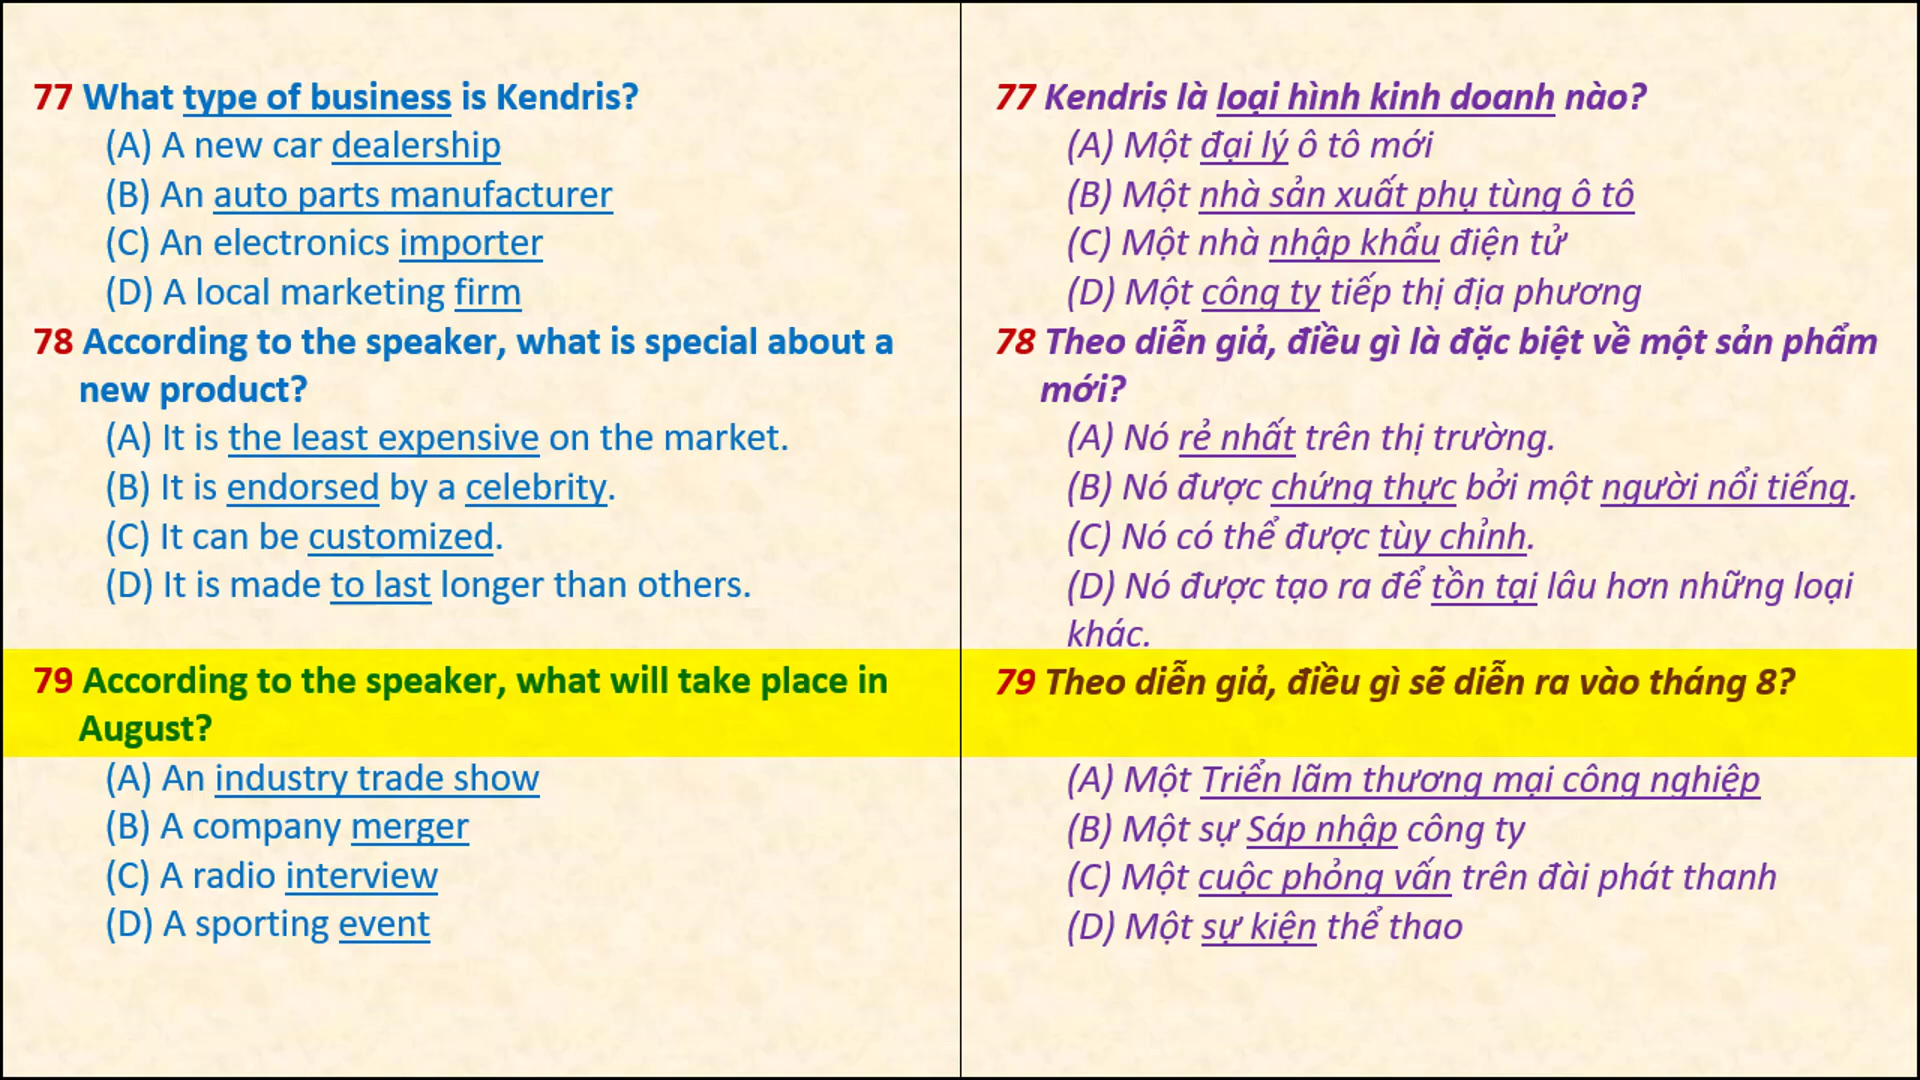 77 What type of business is Kendris?
(A) A new car dealership
(B) An auto parts manufacturer
(C) An electronics importer
(D) A local marketing firm
78 According to the speaker, what is special about a
new product?
(A) It is the least expensive on the market.
(B) It is endorsed by a celebrity.
(C) It can be customized.
(D) It is made to last longer than others.
79 According to the speaker, what will take place in
August?
(A) An industry trade show
(B) A company merger
(C) A radio interview
(D) A sporting event
77 Kendris là loại hình kinh doanh nào?
(A) Một đại lý ô tô mới
(B) Một nhà sản xuất phụ tùng ô tô
(C) Một nhà nhập khẩu điện tử
(D) Một công ty tiếp thị địa phương
78 Theo diễn giả, điều gì là đặc biệt về một sản phẩm
mới?
(A) Nó rẻ nhất trên thị trường.
(B) Nó được chứng thực bởi một người nổi tiếng.
(C) Nó có thể được tùy chỉnh.
(D) Nó được tạo ra để tồn tại lâu hơn những loại
khác.
79 Theo diễn giả, điều gì sẽ diễn ra vào tháng 8?
(A) Một Triển lãm thương mại công nghiệp
(B) Một sự Sáp nhập công ty
(C) Một cuộc phỏng vấn trên đài phát thanh
(D) Một sự kiện thể thao